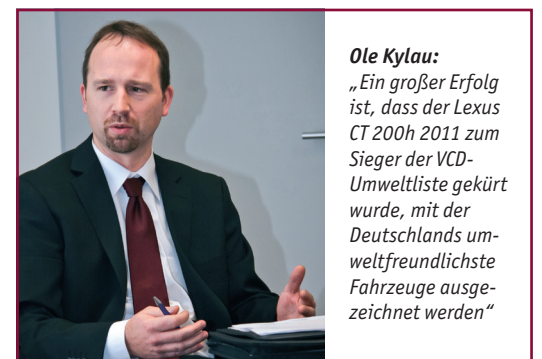 Ole Kylau:
„Ein großer Erfolg
ist, dass der Lexus
CT 200h 2011 zum
Sieger der VCD-
Umweltliste gekürt
wurde, mit der
Deutschlands um-
weltfreundlichste
Fahrzeuge ausge-
zeichnet werden“